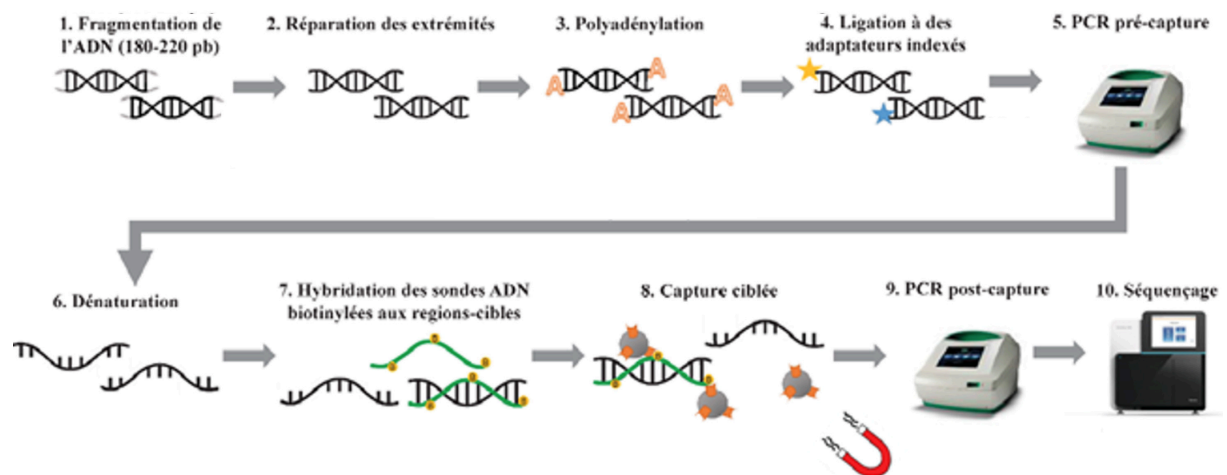 1. Fragmentation de
l'ADN (180-220 pb)
2. Réparation des extrémités
3. Polyadénylation
4. Ligation à des
adaptateurs indexés
5. PCR pré-capture
A
A
A
A
6. Dénaturation
7. Hybridation des sondes ADN
biotinylées aux regions-cibles
8. Capture ciblée
9. PCR post-capture
10. Séquençage